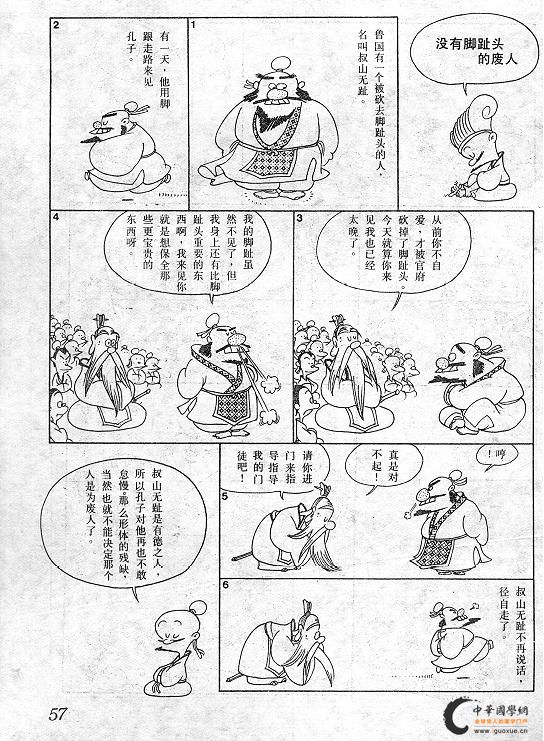 没有脚趾头
的废人
1
鲁国有一个被砍去脚趾头的人，
名叫叔山无趾。
2
有一天，他用脚
跟走路来见
孔子。
3
从前你不自
爱，才被官府
砍掉了脚趾头。
今天就算你来
见我也已经
太晚了。
4
我的脚趾虽
然不见了，但
我身上还有比脚
趾头重要的东
西啊，我来见你
就是想保全那
些更宝贵的
东西呀。
哼！
真是对
不起！
请你进
门来指
导指导
我的门
徒吧！
5
6
叔山无趾不再说话，
径自走了。
叔山无趾是有德之人，
所以孔子对他再也不敢
怠慢。那么形体的残缺，
当然也就不能决定那个
人是为废人了。
57
中華國學網
全球华人的国学门户
www.iguoxue.cn